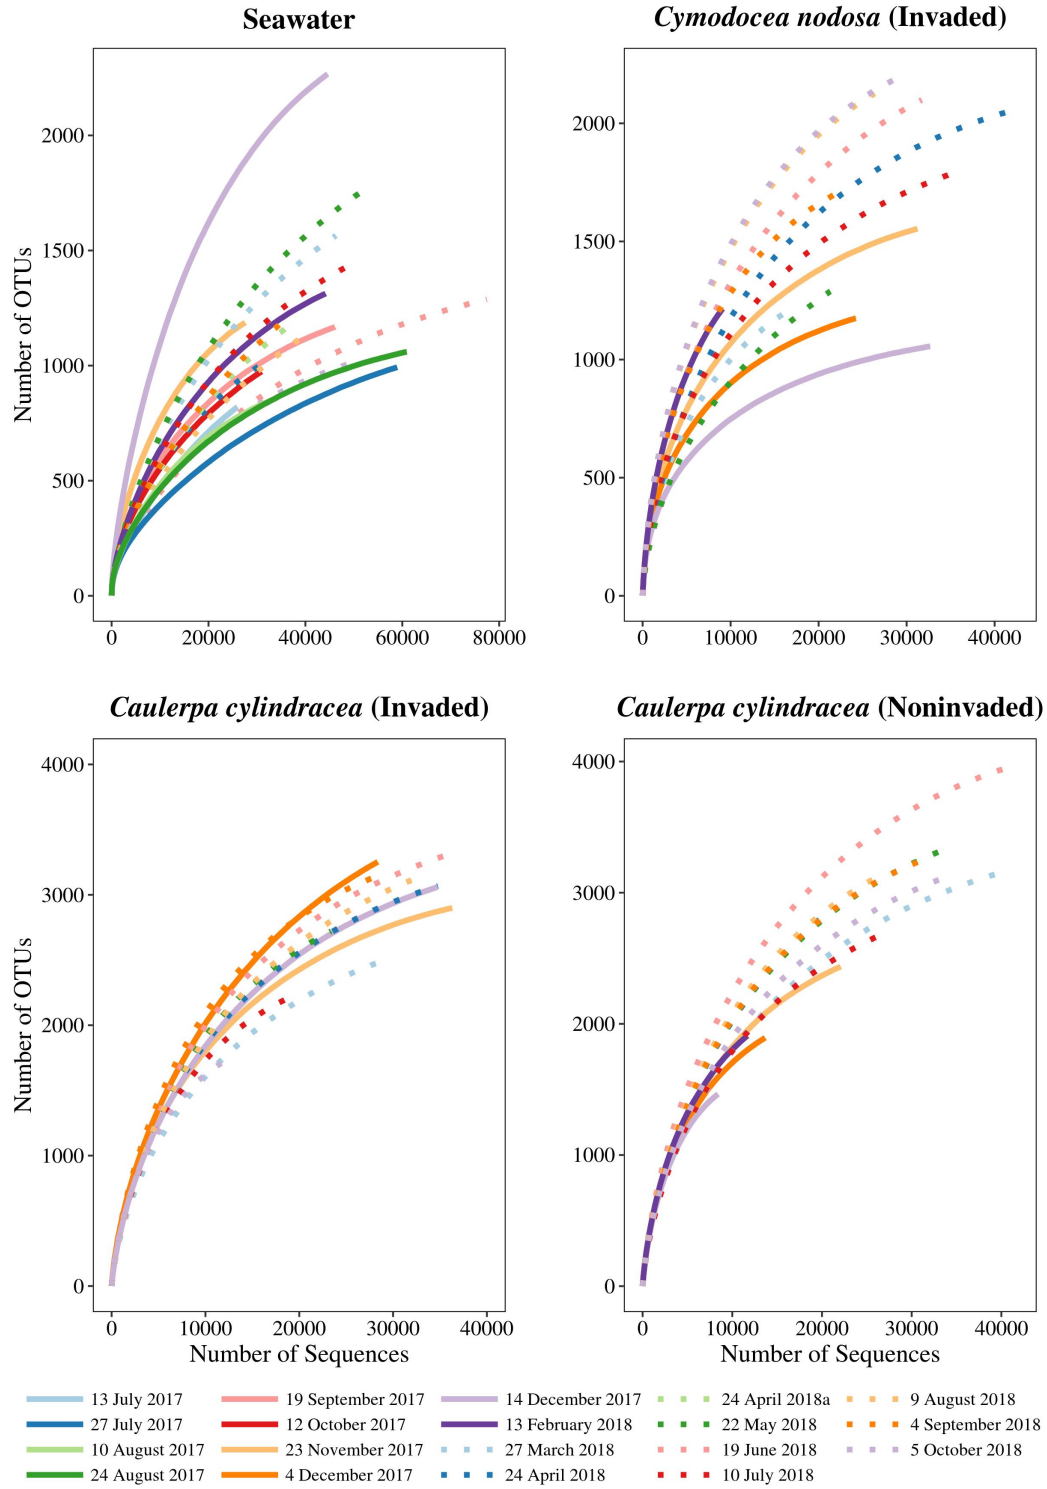 Seawater
Cymodocea nodosa (Invaded)
Number of OTUs
2000
1500
1000
500
0
0 20000 40000 60000 80000
2000
1500
1000
500
0
0 10000 20000 30000 40000
Caulerpa cylindracea (Invaded)
Caulerpa cylindracea (Noninvaded)
Number of OTUs
4000
3000
2000
1000
0
0 10000 20000 30000 40000
Number of Sequences
4000
3000
2000
1000
0
0 10000 20000 30000 40000
Number of Sequences
13 July 2017
27 July 2017
10 August 2017
24 August 2017
19 September 2017
12 October 2017
23 November 2017
4 December 2017
14 December 2017
13 February 2018
27 March 2018
24 April 2018
24 April 2018a
22 May 2018
19 June 2018
10 July 2018
9 August 2018
4 September 2018
5 October 2018